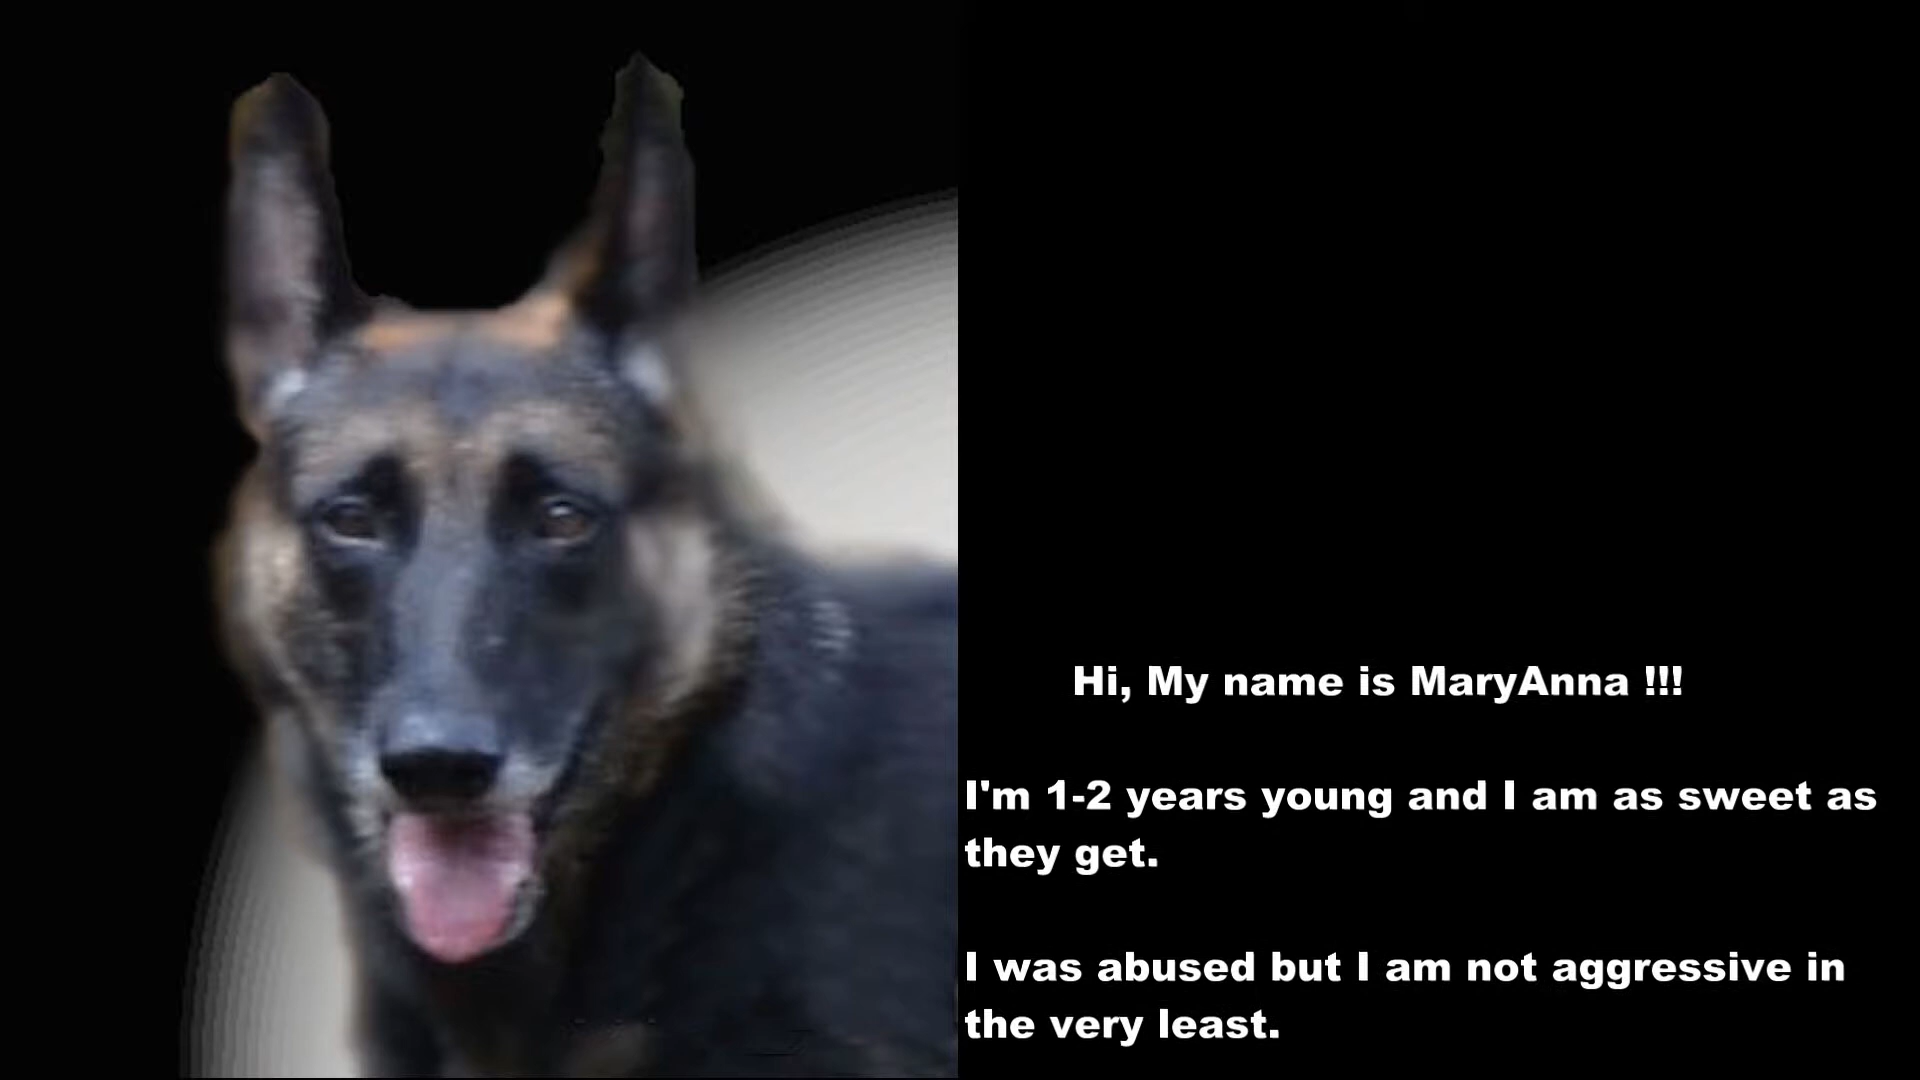 Hi, My name is MaryAnna !!!
I'm 1-2 years young and I am as sweet as
they get.
I was abused but I am not aggressive in
the very least.